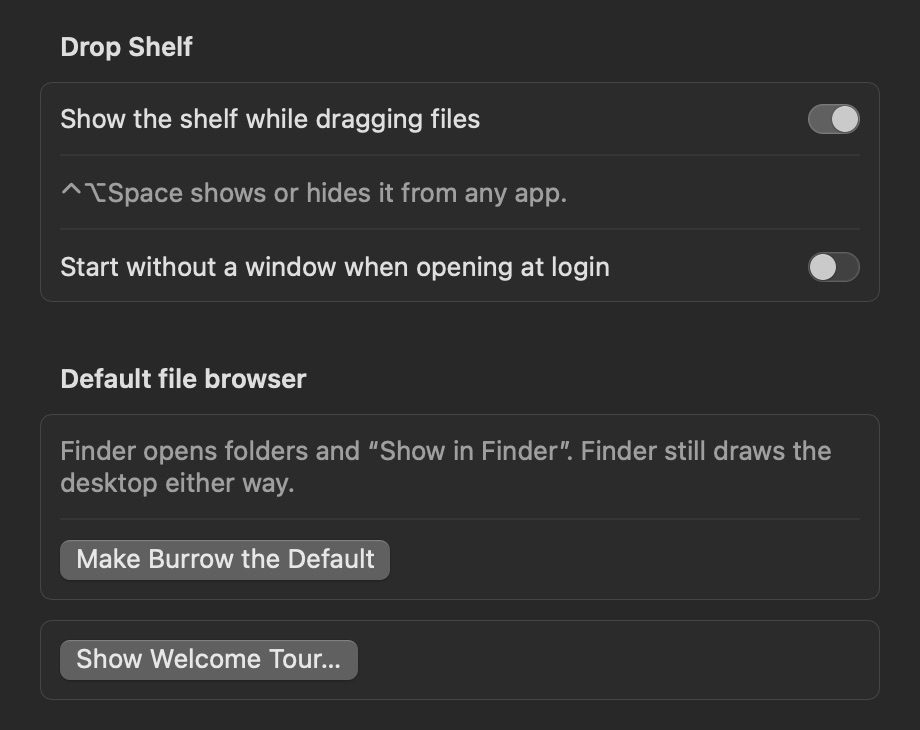 Drop Shelf
Show the shelf while dragging files
⌃⌥Space shows or hides it from any app.
Start without a window when opening at login
Default file browser
Finder opens folders and “Show in Finder”. Finder still draws the
desktop either way.
Make Burrow the Default
Show Welcome Tour...